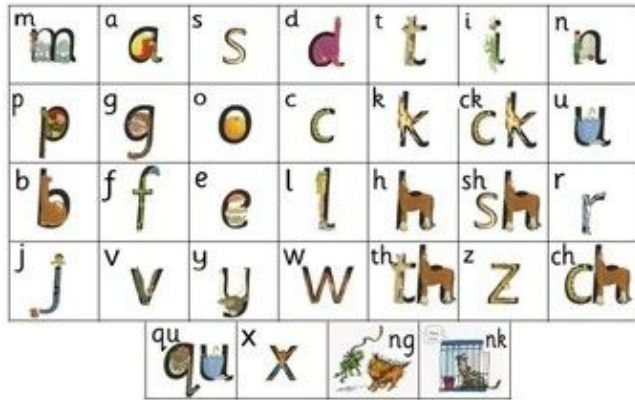 m a s d t i n
p g o c k ck u
b f e l h sh r
j v y w th z ch
qu x ng nk